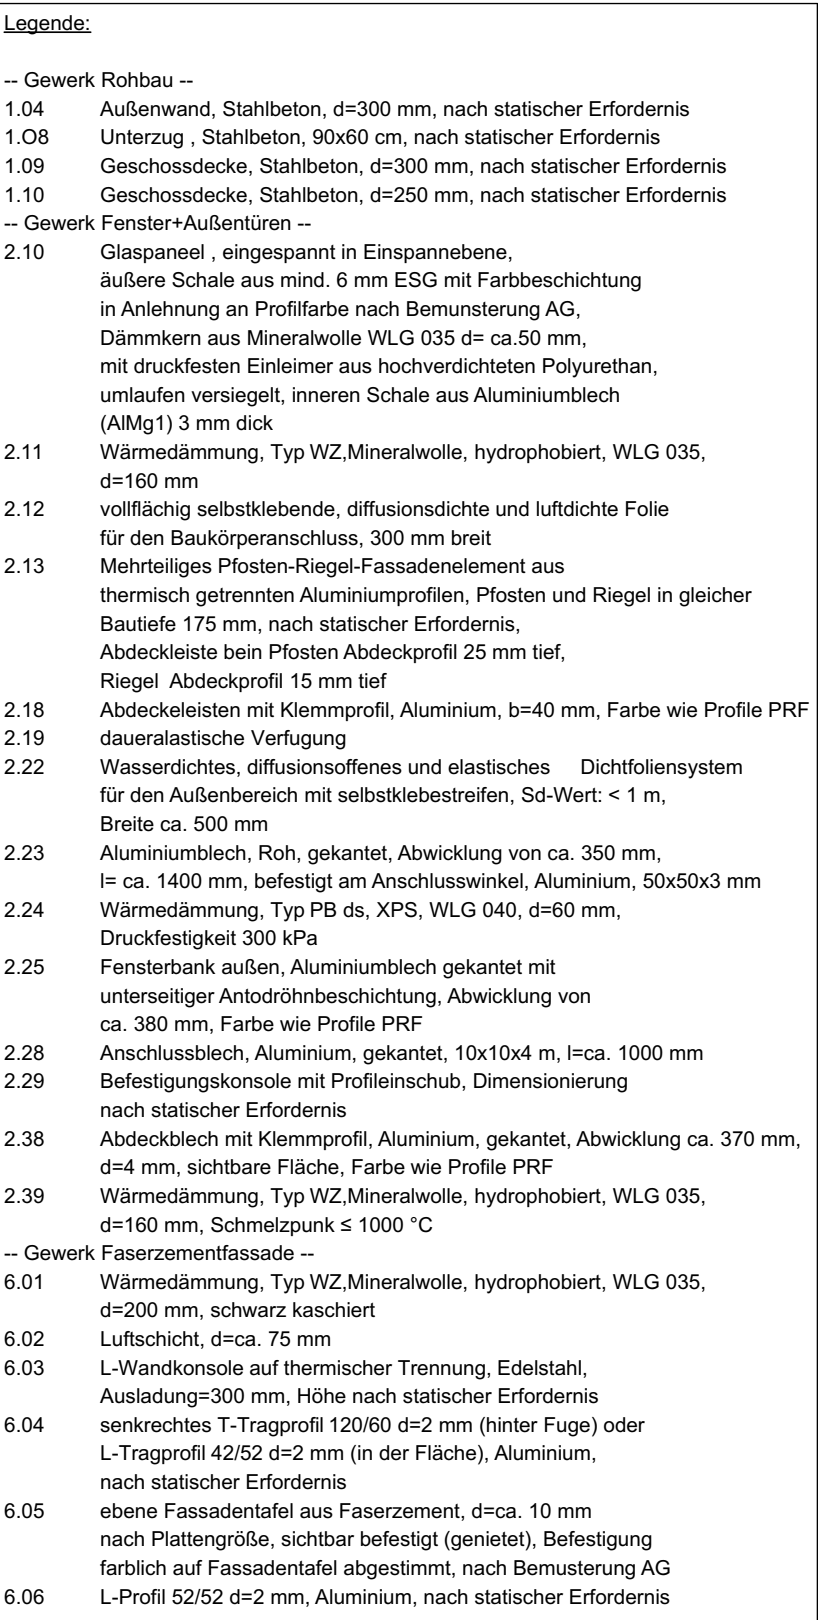 Legende:
-- Gewerk Rohbau --
1.04 Außenwand, Stahlbeton, d=300 mm, nach statischer Erfordernis
1.O8 Unterzug , Stahlbeton, 90x60 cm, nach statischer Erfordernis
1.09 Geschossdecke, Stahlbeton, d=300 mm, nach statischer Erfordernis
1.10 Geschossdecke, Stahlbeton, d=250 mm, nach statischer Erfordernis
-- Gewerk Fenster+Außentüren --
2.10 Glaspaneel , eingespannt in Einspannebene,
äußere Schale aus mind. 6 mm ESG mit Farbbeschichtung
in Anlehnung an Profilfarbe nach Bemunsterung AG,
Dämmkern aus Mineralwolle WLG 035 d= ca.50 mm,
mit druckfesten Einleimer aus hochverdichteten Polyurethan,
umlaufen versiegelt, inneren Schale aus Aluminiumblech
(AlMg1) 3 mm dick
2.11 Wärmedämmung, Typ WZ,Mineralwolle, hydrophobiert, WLG 035,
d=160 mm
2.12 vollflächig selbstklebende, diffusionsdichte und luftdichte Folie
für den Baukörperanschluss, 300 mm breit
2.13 Mehrteiliges Pfosten-Riegel-Fassadenelement aus
thermisch getrennten Aluminiumprofilen, Pfosten und Riegel in gleicher
Bautiefe 175 mm, nach statischer Erfordernis,
Abdeckleiste bein Pfosten Abdeckprofil 25 mm tief,
Riegel Abdeckprofil 15 mm tief
2.18 Abdeckeleisten mit Klemmprofil, Aluminium, b=40 mm, Farbe wie Profile PRF
2.19 daueralastische Verfugung
2.22 Wasserdichtes, diffusionsoffenes und elastisches Dichtfoliensystem
für den Außenbereich mit selbstklebestreifen, Sd-Wert: < 1 m,
Breite ca. 500 mm
2.23 Aluminiumblech, Roh, gekantet, Abwicklung von ca. 350 mm,
l= ca. 1400 mm, befestigt am Anschlusswinkel, Aluminium, 50x50x3 mm
2.24 Wärmedämmung, Typ PB ds, XPS, WLG 040, d=60 mm,
Druckfestigkeit 300 kPa
2.25 Fensterbank außen, Aluminiumblech gekantet mit
unterseitiger Antodröhnbeschichtung, Abwicklung von
ca. 380 mm, Farbe wie Profile PRF
2.28 Anschlussblech, Aluminium, gekantet, 10x10x4 m, l=ca. 1000 mm
2.29 Befestigungskonsole mit Profileinschub, Dimensionierung
nach statischer Erfordernis
2.38 Abdeckblech mit Klemmprofil, Aluminium, gekantet, Abwicklung ca. 370 mm,
d=4 mm, sichtbare Fläche, Farbe wie Profile PRF
2.39 Wärmedämmung, Typ WZ,Mineralwolle, hydrophobiert, WLG 035,
d=160 mm, Schmelzpunk ≤ 1000 °C
-- Gewerk Faserzementfassade --
6.01 Wärmedämmung, Typ WZ,Mineralwolle, hydrophobiert, WLG 035,
d=200 mm, schwarz kaschiert
6.02 Luftschicht, d=ca. 75 mm
6.03 L-Wandkonsole auf thermischer Trennung, Edelstahl,
Ausladung=300 mm, Höhe nach statischer Erfordernis
6.04 senkrechtes T-Tragprofil 120/60 d=2 mm (hinter Fuge) oder
L-Tragprofil 42/52 d=2 mm (in der Fläche), Aluminium,
nach statischer Erfordernis
6.05 ebene Fassadentafel aus Faserzement, d=ca. 10 mm
nach Plattengröße, sichtbar befestigt (genietet), Befestigung
farblich auf Fassadentafel abgestimmt, nach Bemusterung AG
6.06 L-Profil 52/52 d=2 mm, Aluminium, nach statischer Erfordernis